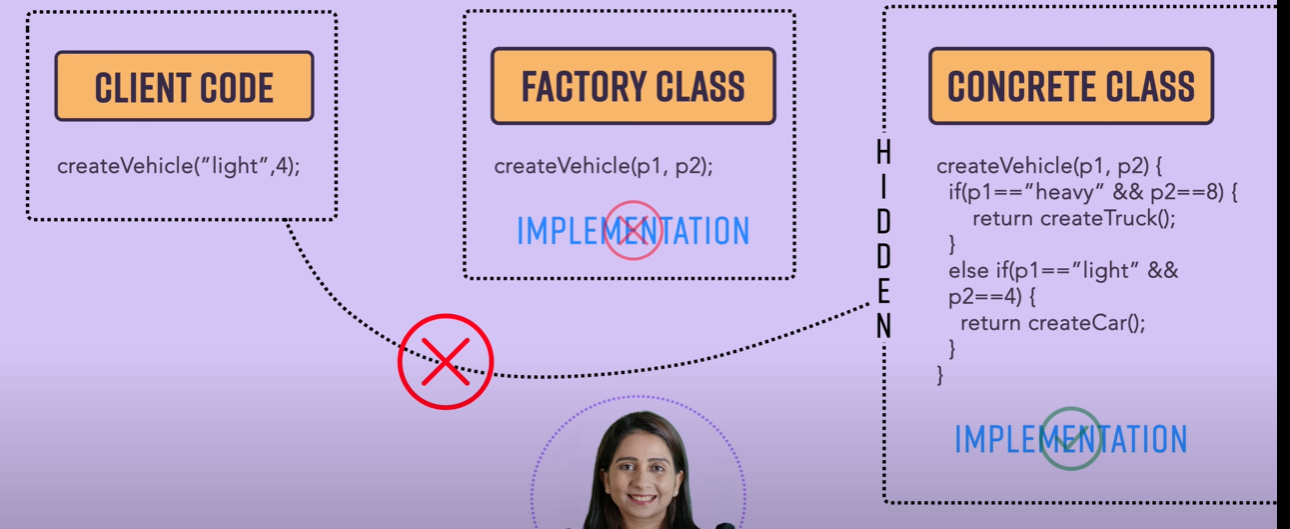 CLIENT CODE
createVehicle("light",4);
FACTORY CLASS
createVehicle(p1, p2);
IMPLEMENTATION
HIDDEN
CONCRETE CLASS
createVehicle(p1, p2) {
if(p1=="heavy" && p2==8) {
return createTruck();
}
else if(p1=="light" &&
p2==4) {
return createCar();
}
}
IMPLEMENTATION